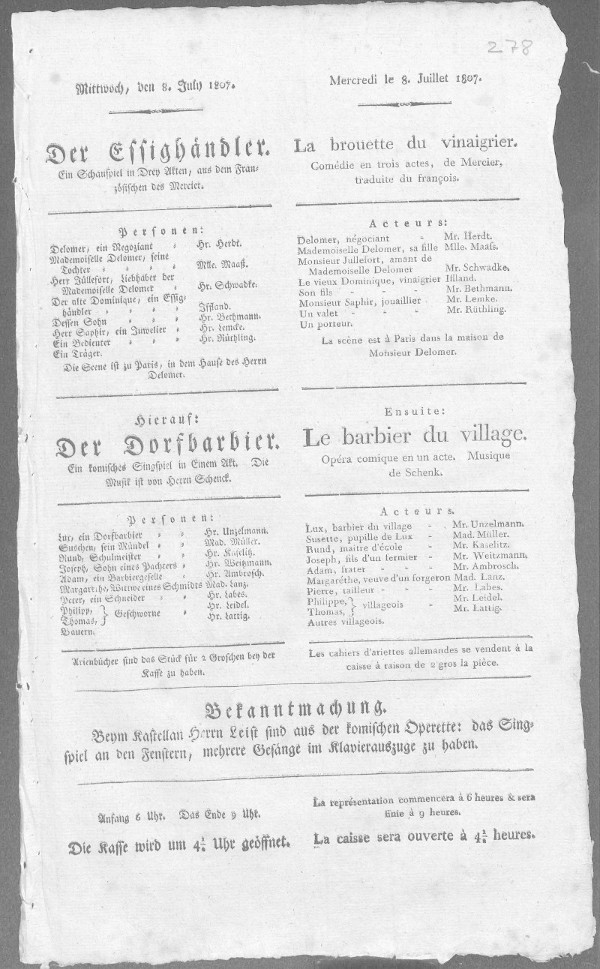 278
Mittwoch, den 8. July 1807.
Der Essighändler.
Ein Schauspiel in Drey Akten, aus dem Fran-
zösischen des Mercier.
Personen:
Delomer, ein Negoziant - Hr. Herdt.
Mademoiselle Delomer, seine
Tochter - - - - Mlle. Maaß.
Herr Jüllefort, Liebhaber der
Mademoiselle Delomer - Hr. Schwadke.
Der alte Dominique, ein Essig-
händler - - - - Iffland.
Dessen Sohn - - - Hr. Bethmann.
Herr Saphir, ein Juwelier - Hr. Lemcke.
Ein Bedienter - - - Hr. Rüthling.
Ein Träger.
Die Scene ist zu Paris, in dem Hause des Herrn
Delomer.
Hierauf:
Der Dorfbarbier.
Ein komisches Singspiel in Einem Akt. Die
Musik ist von Herrn Schenck.
Personen:
Lux, ein Dorfbarbier - - Hr. Unzelmann.
Suschen, sein Mündel - - Mad. Müller.
Rund, Schulmeister - - Hr. Kaselitz.
Joseph, Sohn eines Pachters - Hr. Weitzmann.
Adam, ein Barbiergeselle - Hr. Ambrosch.
Margarethe, Wittwe eines Schmidts Mad. Lanz.
Peter, ein Schneider - - Hr. Labes.
Philipp, } Geschworne - Hr. Leidel.
Thomas, } Hr. Lattig.
Bauern.
Arienbücher sind das Stück für 2 Groschen bey der
Kasse zu haben.
Mercredi le 8. Juillet 1807.
La brouette du vinaigrier.
Comédie en trois actes, de Mercier,
traduite du françois.
Acteurs:
Delomer, négociant - Mr. Herdt.
Mademoiselle Delomer, sa fille Mlle. Maaſs.
Monsieur Jullefort, amant de
Mademoiselle Delomer Mr. Schwadke.
Le vieux Dominique, vinaigrier Iffland.
Son fils - - - - Mr. Bethmann.
Monsieur Saphir, jouaillier - Mr. Lemke.
Un valet - - - - Mr. Rüthling.
Un porteur.
La scène est à Paris dans la maison de
Monsieur Delomer.
Ensuite:
Le barbier du village.
Opéra comique en un acte. Musique
de Schenk.
Acteurs.
Lux, barbier du village - Mr. Unzelmann.
Susette, pupille de Lux - Mad. Müller.
Rund, maître d'école - Mr. Kaselitz.
Joseph, fils d'un fermier - Mr. Weitzmann.
Adam, frater - - - Mr. Ambrosch.
Margaréthe, veuve d'un forgeron Mad. Lanz.
Pierre, tailleur - - - Mr. Labes.
Philippe, } villageois - Mr. Leidel.
Thomas, } Mr. Lattig.
Autres villageois.
Les cahiers d'ariettes allemandes se vendent à la
caisse à raison de 2 gros la pièce.
Bekanntmachung.
Beym Kastellan Herrn Leist sind aus der komischen Operette: das Sing-
spiel an den Fenstern, mehrere Gesänge im Klavierauszuge zu haben.
Anfang 6 Uhr. Das Ende 9 Uhr.
Die Kasse wird um 4½ Uhr geöffnet.
La représentation commencera à 6 heures & sera
finie à 9 heures.
La caisse sera ouverte à 4½ heures.